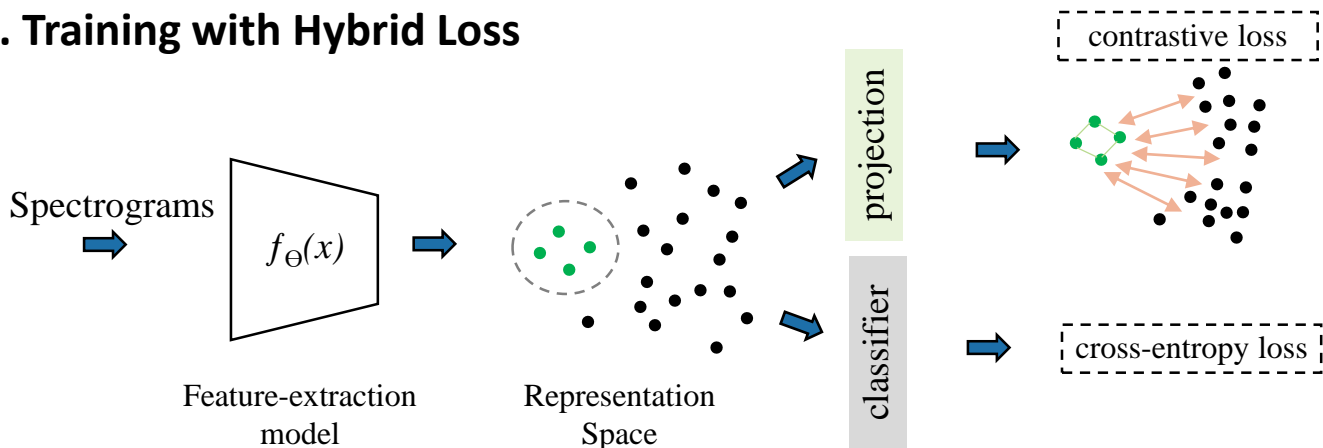 . Training with Hybrid Loss
contrastive loss
projection
Spectrograms
fΘ(x)
classifier
cross-entropy loss
Feature-extraction
model
Representation
Space